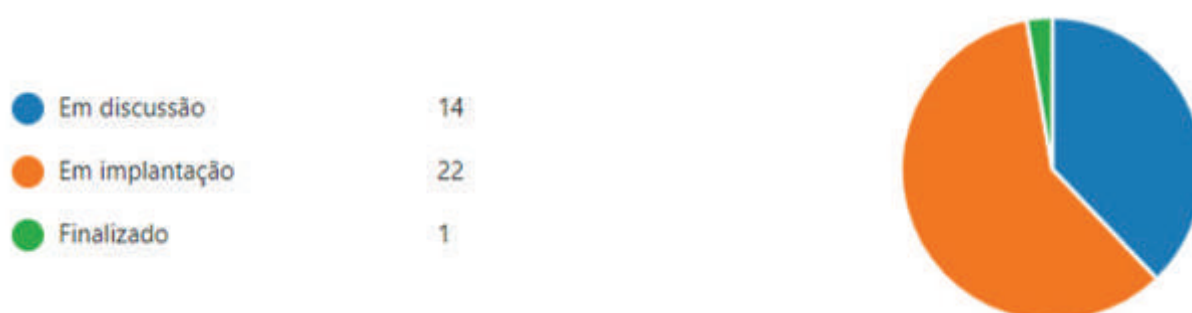 Em discussão 14
Em implantação 22
Finalizado 1